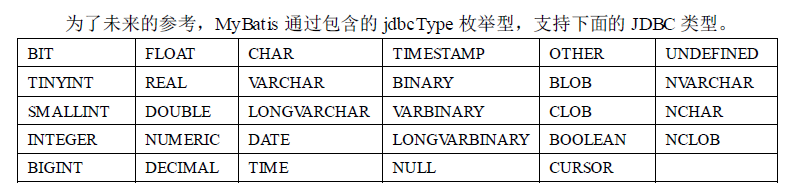 为了未来的参考，MyBatis 通过包含的 jdbcType 枚举型，支持下面的 JDBC 类型。
BIT FLOAT CHAR TIMESTAMP OTHER UNDEFINED
TINYINT REAL VARCHAR BINARY BLOB NVARCHAR
SMALLINT DOUBLE LONGVARCHAR VARBINARY CLOB NCHAR
INTEGER NUMERIC DATE LONGVARBINARY BOOLEAN NCLOB
BIGINT DECIMAL TIME NULL CURSOR